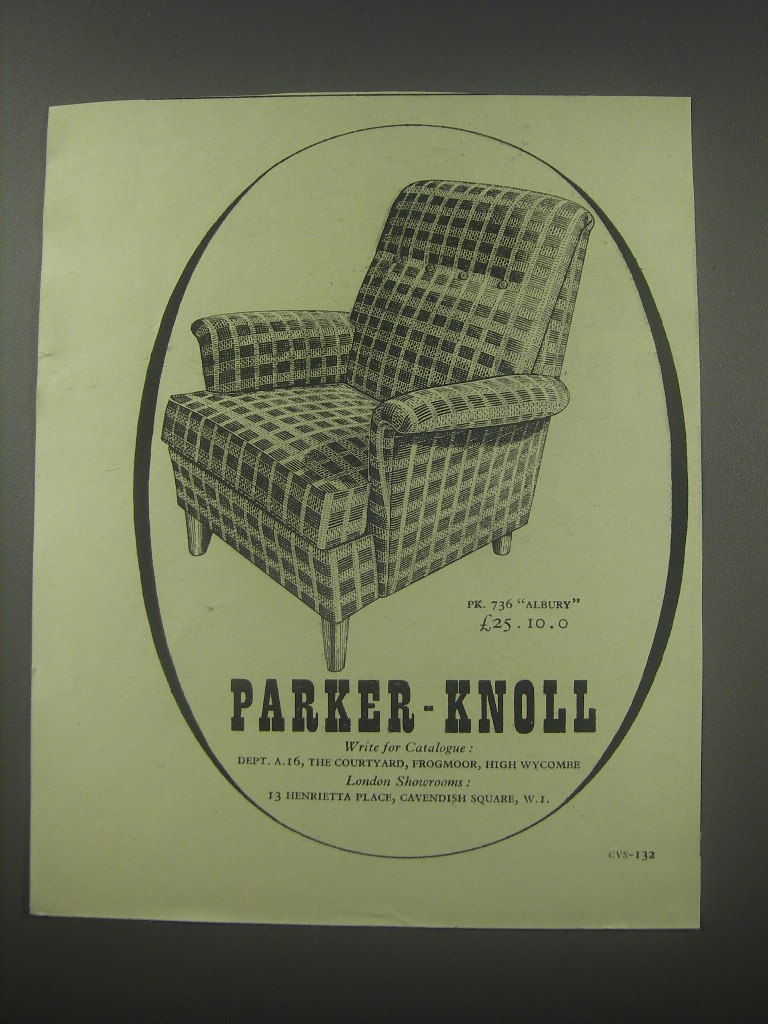 PK. 736 "ALBURY"
£25.10.0
PARKER-KNOLL
Write for Catalogue:
DEPT. A.16, THE COURTYARD, FROGMOOR, HIGH WYCOMBE
London Showrooms:
13 HENRIETTA PLACE, CAVENDISH SQUARE, W.1.
CVS-132